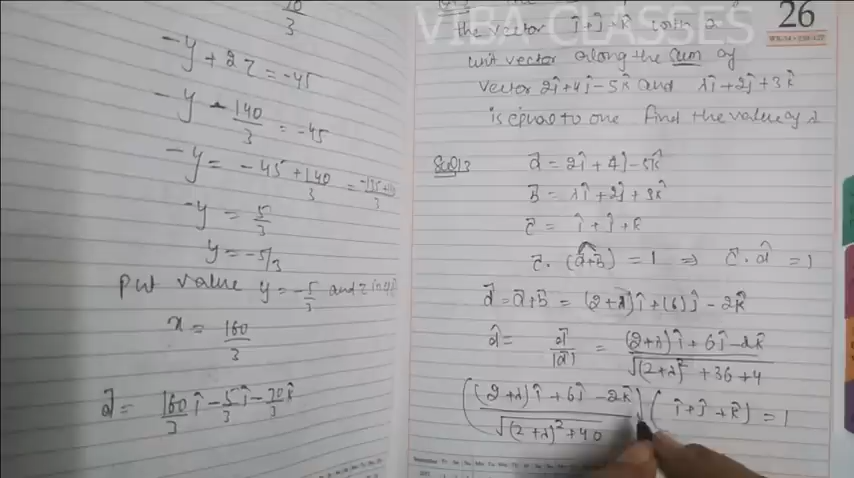 3
-y + 2z = -45
-y - 140/3 = -45
-y = -45 + 140/3
-y = 5/3
y = -5/3
put value y = -5/3 and z in
x = 160/3
d⃗ = 160/3 î - 5/3 ĵ - 70/3 k̂
VIBA CLASSES
26
the vector î + ĵ + k̂ with a
unit vector along the sum of
vector 2î + 4ĵ - 5k̂ and λî + 2ĵ + 3k̂
is equal to one find the value of λ
Sol13
a⃗ = 2î + 4ĵ - 5k̂
b⃗ = λî + 2ĵ + 3k̂
c⃗ = î + ĵ + k̂
c⃗ . (a+b) = 1 ⇒ c⃗ . d̂ = 1
d⃗ = a⃗ + b⃗ = (2+λ)î + (6)ĵ - 2k̂
d̂ = d⃗/|d⃗| = (2+λ)î + 6ĵ - 2k̂ / √(2+λ)² + 36 + 4
((2+λ)î + 6ĵ - 2k̂ / √(2+λ)² + 40) (î + ĵ + k̂) = 1